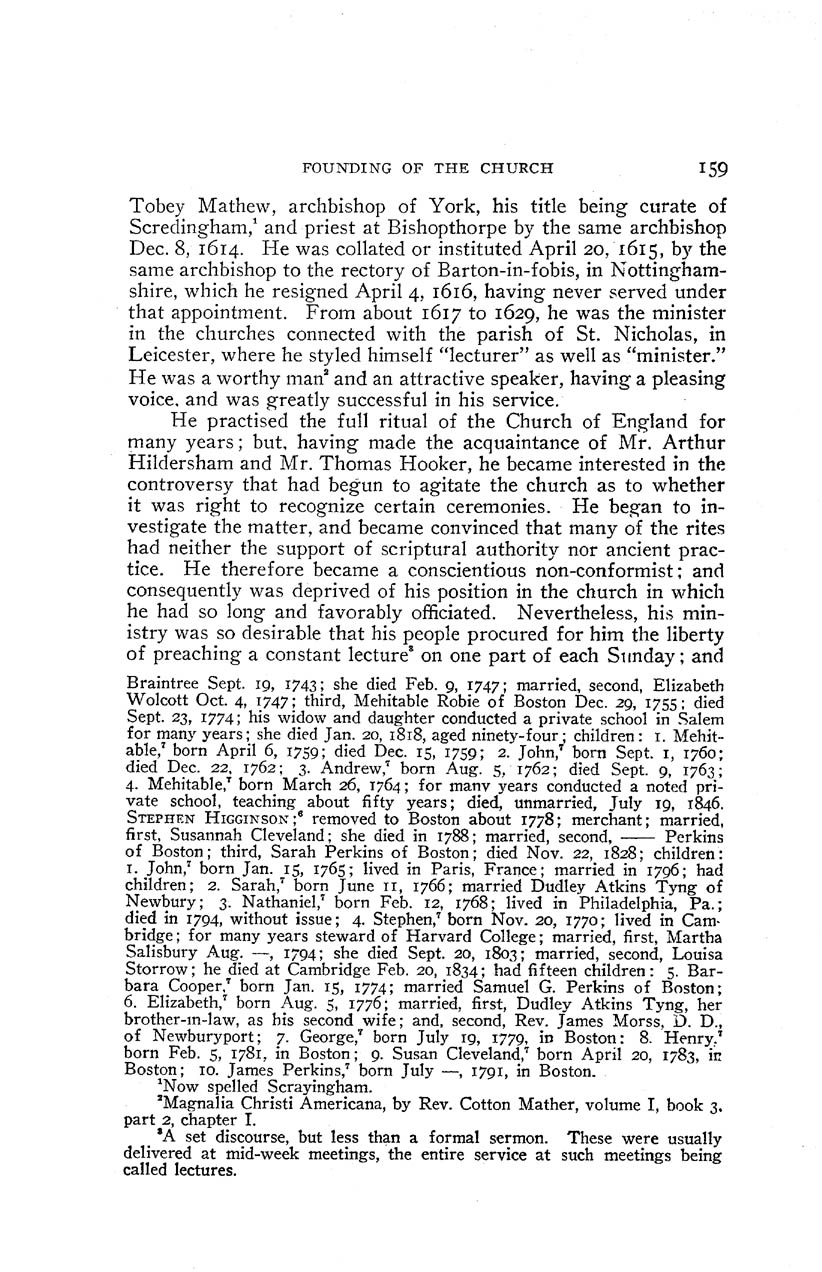 FOUNDING OF THE CHURCH 159
Tobey Mathew, archbishop of York, his title being curate of
Scredingham,¹ and priest at Bishopthorpe by the same archbishop
Dec. 8, 1614. He was collated or instituted April 20, 1615, by the
same archbishop to the rectory of Barton-in-fobis, in Nottingham-
shire, which he resigned April 4, 1616, having never served under
that appointment. From about 1617 to 1629, he was the minister
in the churches connected with the parish of St. Nicholas, in
Leicester, where he styled himself "lecturer" as well as "minister."
He was a worthy man² and an attractive speaker, having a pleasing
voice. and was greatly successful in his service.
He practised the full ritual of the Church of England for
many years; but, having made the acquaintance of Mr. Arthur
Hildersham and Mr. Thomas Hooker, he became interested in the
controversy that had begun to agitate the church as to whether
it was right to recognize certain ceremonies. He began to in-
vestigate the matter, and became convinced that many of the rites
had neither the support of scriptural authority nor ancient prac-
tice. He therefore became a conscientious non-conformist; and
consequently was deprived of his position in the church in which
he had so long and favorably officiated. Nevertheless, his min-
istry was so desirable that his people procured for him the liberty
of preaching a constant lecture³ on one part of each Sunday; and
Braintree Sept. 19, 1743; she died Feb. 9, 1747; married, second, Elizabeth
Wolcott Oct. 4, 1747; third, Mehitable Robie of Boston Dec. 29, 1755; died
Sept. 23, 1774; his widow and daughter conducted a private school in Salem
for many years; she died Jan. 20, 1818, aged ninety-four; children: 1. Mehit-
able,⁷ born April 6, 1759; died Dec. 15, 1759; 2. John,⁷ born Sept. 1, 1760;
died Dec. 22, 1762; 3. Andrew,⁷ born Aug. 5, 1762; died Sept. 9, 1763;
4. Mehitable,⁷ born March 26, 1764; for many years conducted a noted pri-
vate school, teaching about fifty years; died, unmarried, July 19, 1846.
STEPHEN HIGGINSON;⁶ removed to Boston about 1778; merchant; married,
first, Susannah Cleveland; she died in 1788; married, second, —— Perkins
of Boston; third, Sarah Perkins of Boston; died Nov. 22, 1828; children:
1. John,⁷ born Jan. 15, 1765; lived in Paris, France; married in 1796; had
children; 2. Sarah,⁷ born June 11, 1766; married Dudley Atkins Tyng of
Newbury; 3. Nathaniel,⁷ born Feb. 12, 1768; lived in Philadelphia, Pa.;
died in 1794, without issue; 4. Stephen,⁷ born Nov. 20, 1770; lived in Cam-
bridge; for many years steward of Harvard College; married, first, Martha
Salisbury Aug. —, 1794; she died Sept. 20, 1803; married, second, Louisa
Storrow; he died at Cambridge Feb. 20, 1834; had fifteen children: 5. Bar-
bara Cooper,⁷ born Jan. 15, 1774; married Samuel G. Perkins of Boston;
6. Elizabeth,⁷ born Aug. 5, 1776; married, first, Dudley Atkins Tyng, her
brother-in-law, as his second wife; and, second, Rev. James Morss, D. D.,
of Newburyport; 7. George,⁷ born July 19, 1779, in Boston: 8. Henry,⁷
born Feb. 5, 1781, in Boston; 9. Susan Cleveland,⁷ born April 20, 1783, in
Boston; 10. James Perkins,⁷ born July —, 1791, in Boston.
¹Now spelled Scrayingham.
²Magnalia Christi Americana, by Rev. Cotton Mather, volume I, book 3,
part 2, chapter I.
³A set discourse, but less than a formal sermon. These were usually
delivered at mid-week meetings, the entire service at such meetings being
called lectures.